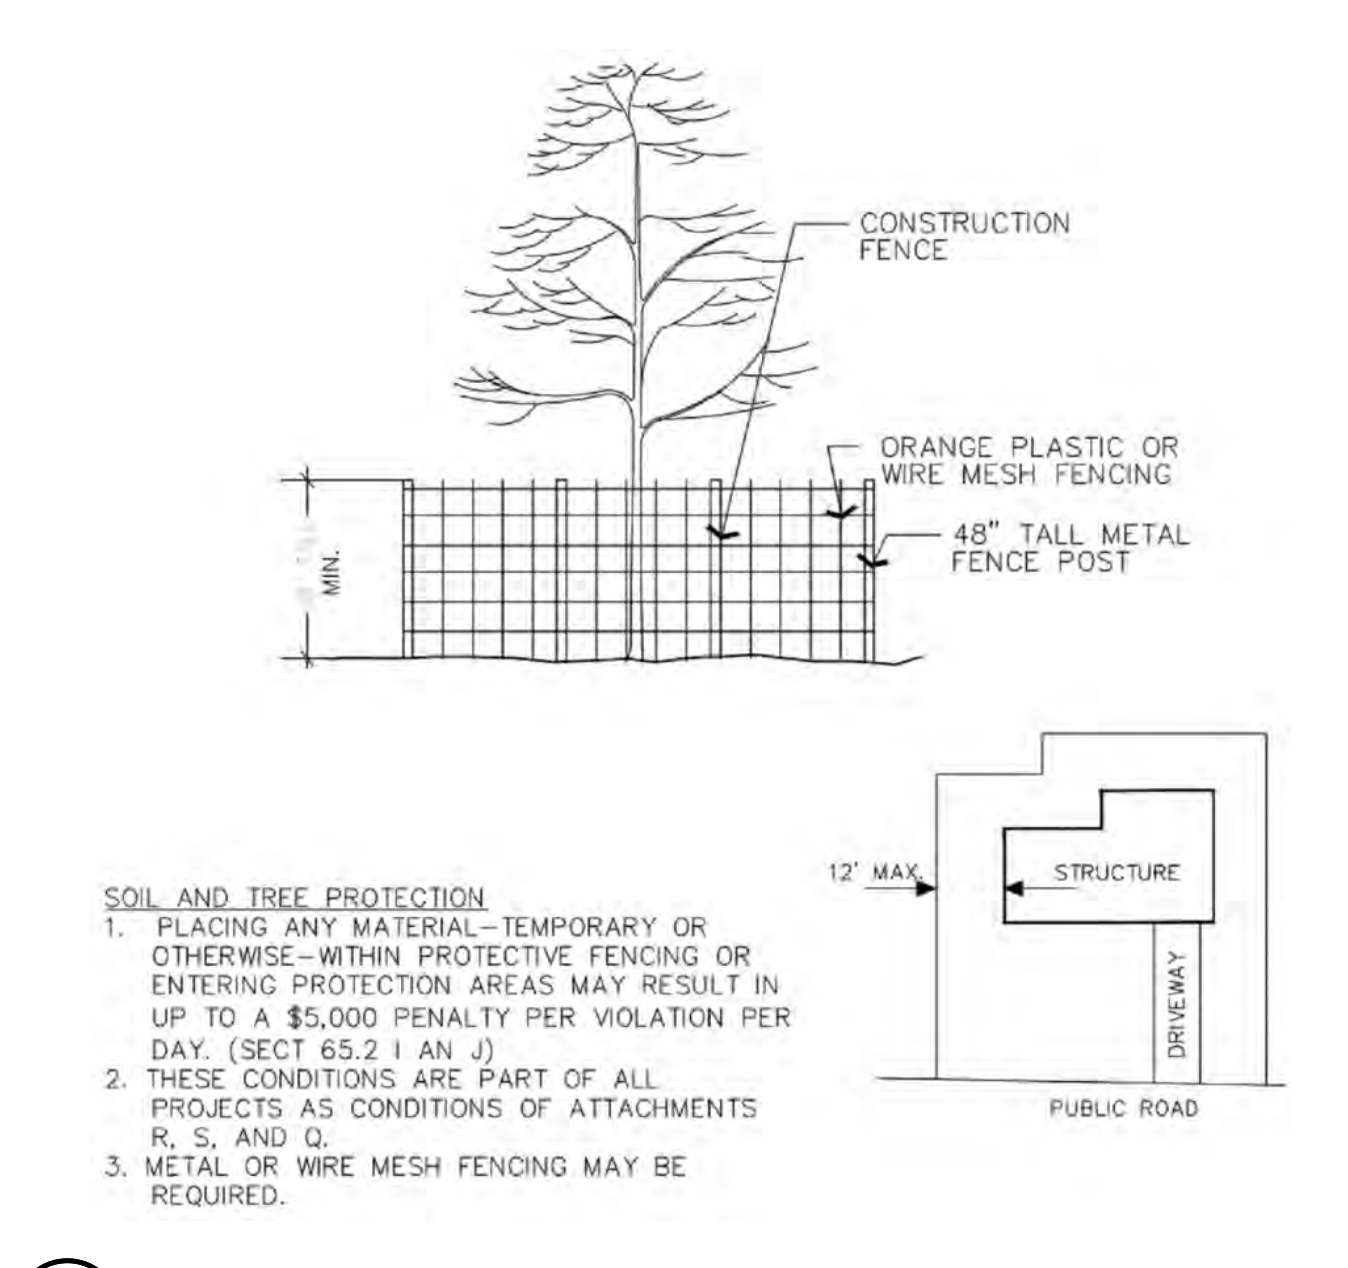 CONSTRUCTION
FENCE
ORANGE PLASTIC OR
WIRE MESH FENCING
48" TALL METAL
FENCE POST
MIN.
12' MAX.
STRUCTURE
DRIVEWAY
PUBLIC ROAD
SOIL AND TREE PROTECTION
1. PLACING ANY MATERIAL-TEMPORARY OR
OTHERWISE-WITHIN PROTECTIVE FENCING OR
ENTERING PROTECTION AREAS MAY RESULT IN
UP TO A $5,000 PENALTY PER VIOLATION PER
DAY. (SECT 65.2 I AN J)
2. THESE CONDITIONS ARE PART OF ALL
PROJECTS AS CONDITIONS OF ATTACHMENTS
R, S, AND Q.
3. METAL OR WIRE MESH FENCING MAY BE
REQUIRED.